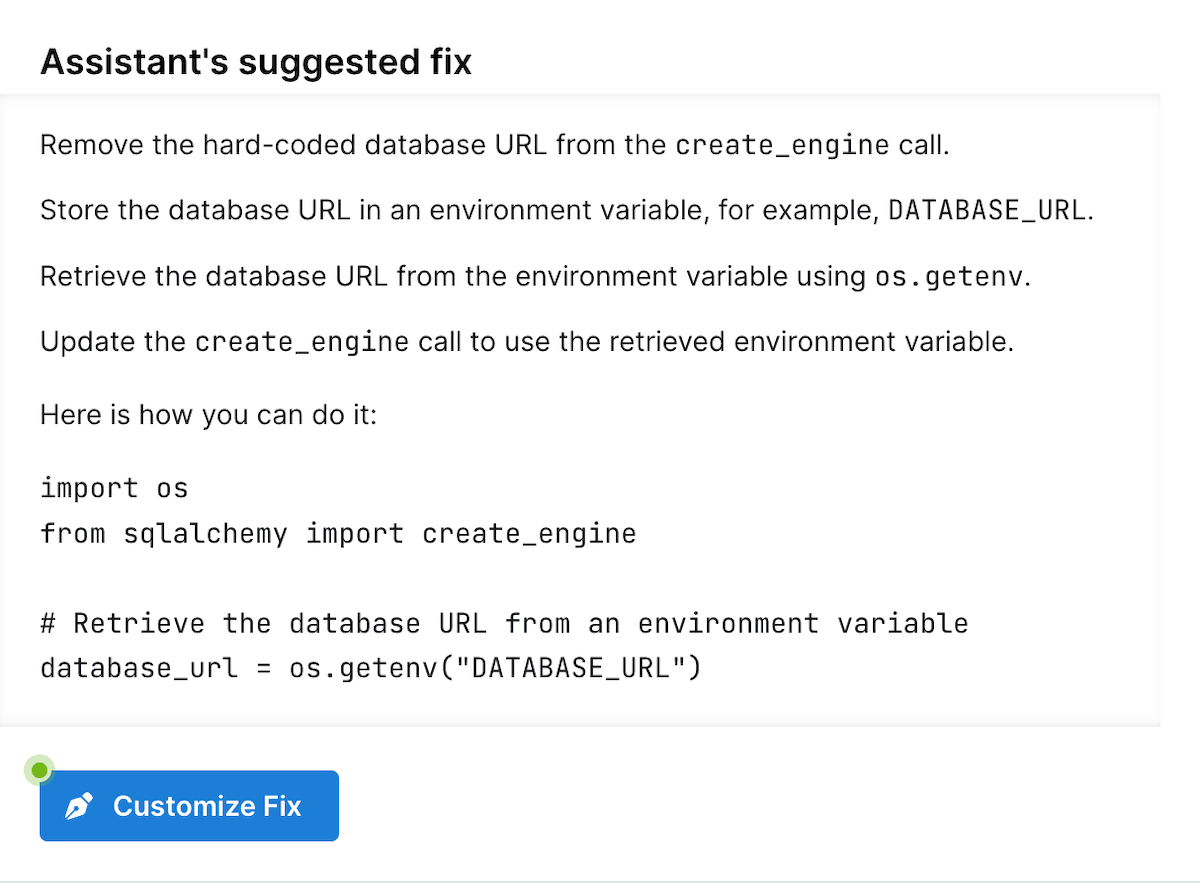 Assistant's suggested fix
Remove the hard-coded database URL from the create_engine call.
Store the database URL in an environment variable, for example, DATABASE_URL.
Retrieve the database URL from the environment variable using os.getenv.
Update the create_engine call to use the retrieved environment variable.
Here is how you can do it:
import os
from sqlalchemy import create_engine
# Retrieve the database URL from an environment variable
database_url = os.getenv("DATABASE_URL")
Customize Fix